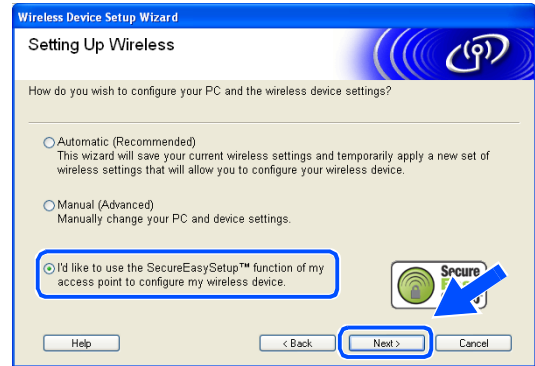 Wireless Device Setup Wizard
Setting Up Wireless
How do you wish to configure your PC and the wireless device settings?
Automatic (Recommended)
This wizard will save your current wireless settings and temporarily apply a new set of
wireless settings that will allow you to configure your wireless device.
Manual (Advanced)
Manually change your PC and device settings.
I'd like to use the SecureEasySetup™ function of my
access point to configure my wireless device.
Secure
Help
< Back
Next >
Cancel